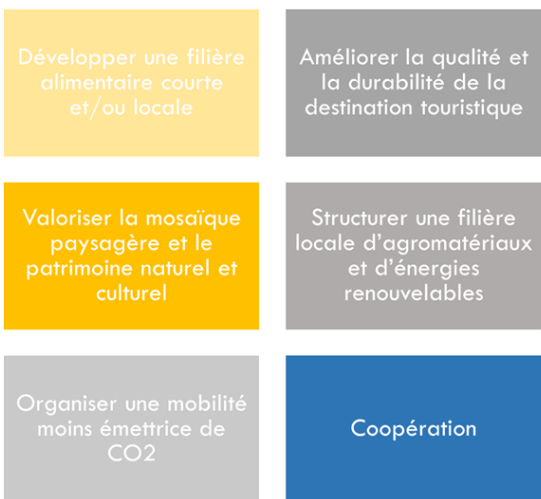 Développer une filière
alimentaire courte
et/ou locale
Améliorer la qualité et
la durabilité de la
destination touristique
Valoriser la mosaïque
paysagère et le
patrimoine naturel et
culturel
Structurer une filière
locale d'agromatériaux
et d'énergies
renouvelables
Organiser une mobilité
moins émettrice de
CO2
Coopération